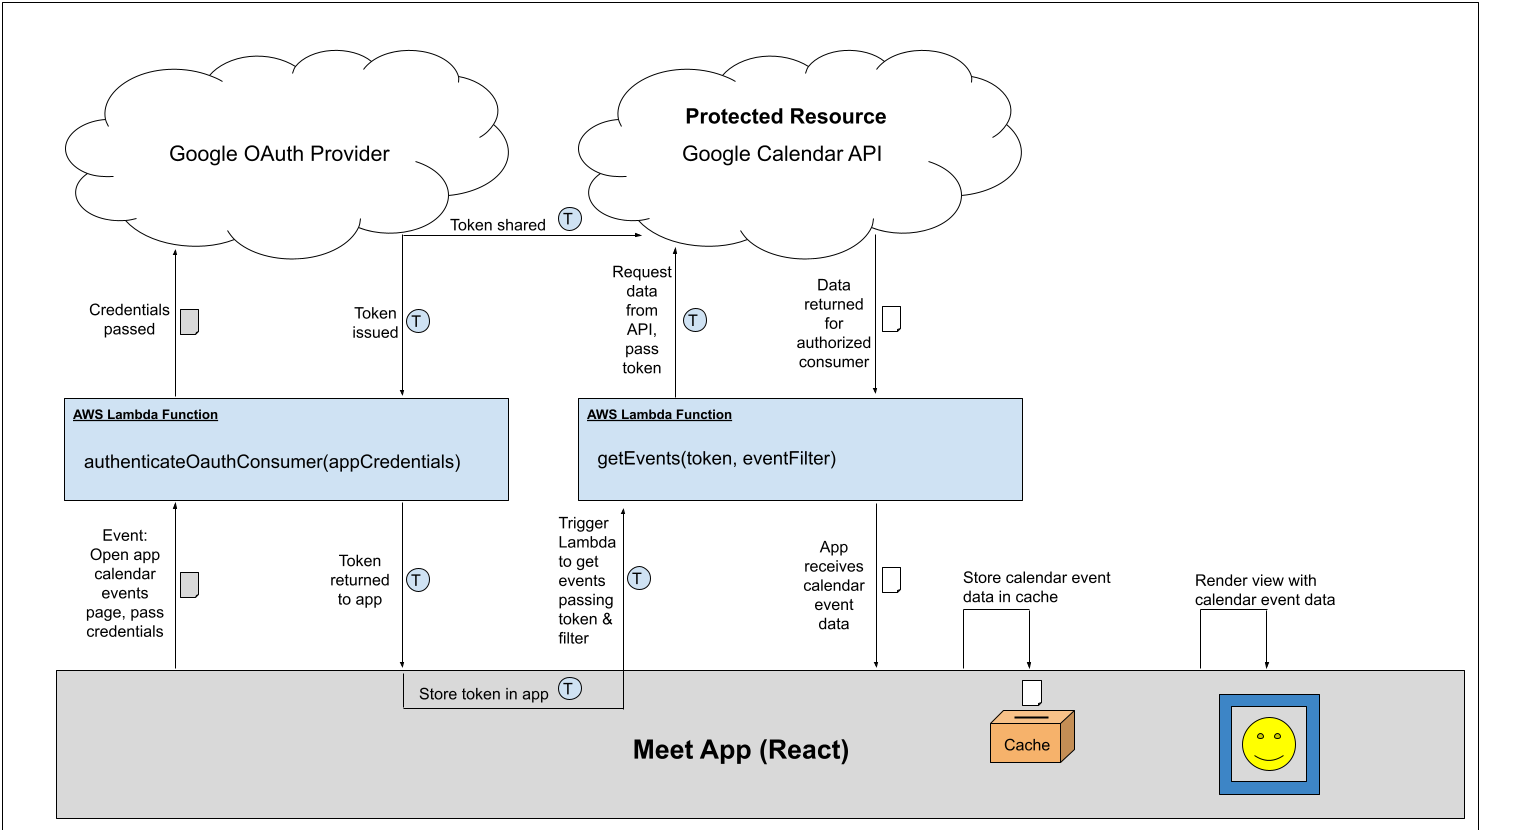 Google OAuth Provider
Protected Resource
Google Calendar API
Token shared
T
Credentials
passed
Token
issued
T
Request
data
from
API,
pass
token
T
Data
returned
for
authorized
consumer
AWS Lambda Function
authenticateOauthConsumer(appCredentials)
AWS Lambda Function
getEvents(token, eventFilter)
Event:
Open app
calendar
events
page, pass
credentials
Token
returned
to app
T
Trigger
Lambda
to get
events
passing
token &
filter
T
App
receives
calendar
event
data
Store calendar event
data in cache
Render view with
calendar event data
Store token in app
T
Meet App (React)
Cache